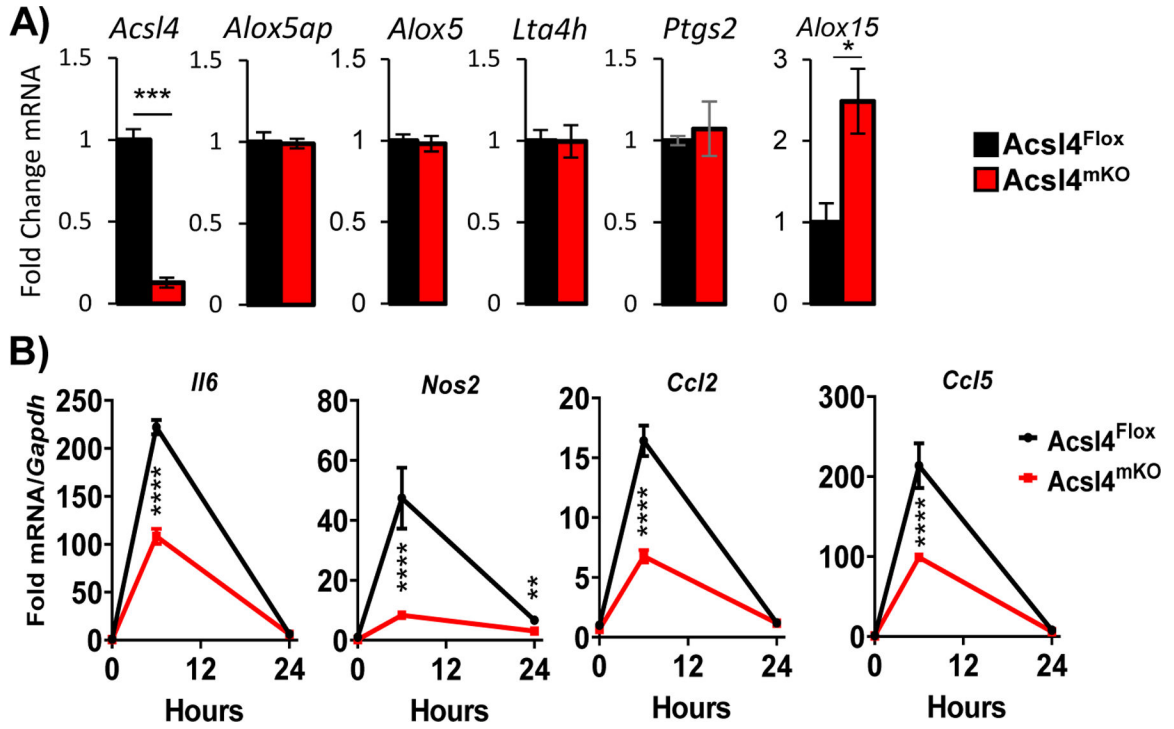 A)
Acsl4 Alox5ap Alox5 Lta4h Ptgs2 Alox15
Fold Change mRNA
1.5 1.5 1.5 1.5 1.5 3
*** *
1 1 1 1 1 2
0.5 0.5 0.5 0.5 0.5 1
0 0 0 0 0 0
Acsl4Flox
Acsl4mKO
B)
Il6 Nos2 Ccl2 Ccl5
Fold mRNA/Gapdh
250
200
150
100
50
0
****
0 12 24
Hours
80
60
40
20
0
****
**
0 12 24
Hours
20
15
10
5
0
****
0 12 24
Hours
300
200
100
0
****
0 12 24
Hours
Acsl4Flox
Acsl4mKO